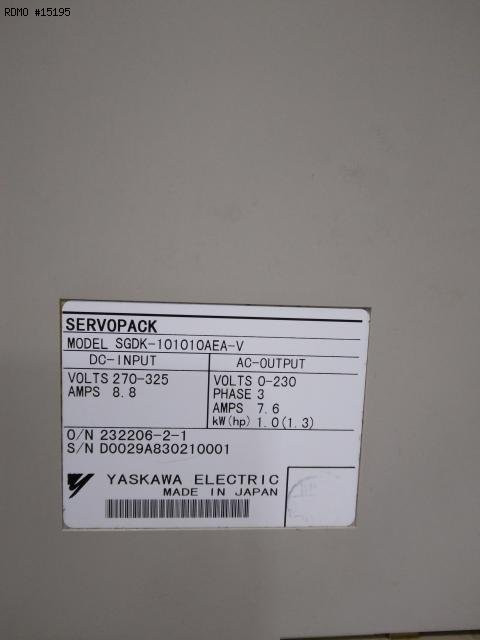 RDMO #15195
SERVOPACK
MODEL SGDK-101010AEA-V
DC-INPUT AC-OUTPUT
VOLTS 270-325 VOLTS 0-230
AMPS 8.8 PHASE 3
AMPS 7.6
kW(hp) 1.0(1.3)
O/N 232206-2-1
S/N D0029A830210001
YASKAWA ELECTRIC
MADE IN JAPAN